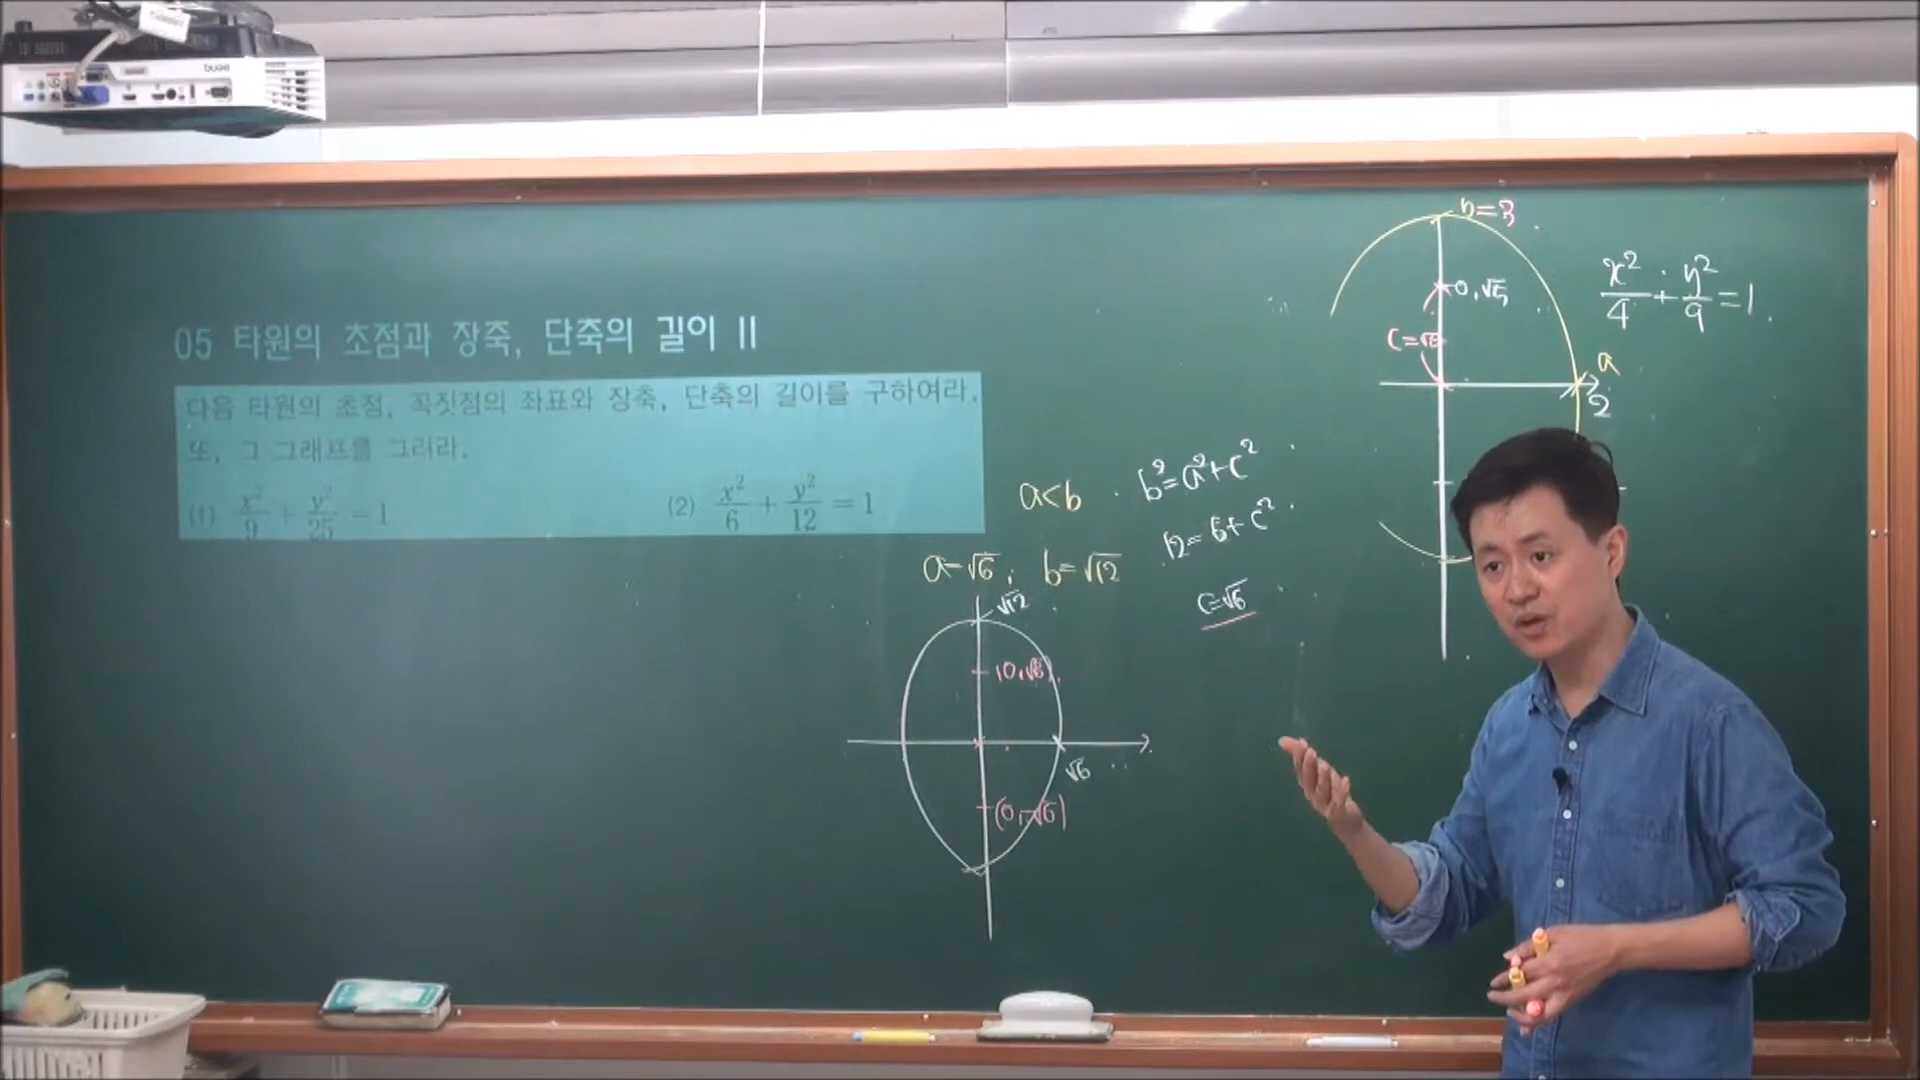 05 타원의 초점과 장축, 단축의 길이 II
다음 타원의 초점, 꼭짓점의 좌표와 장축, 단축의 길이를 구하여라.
또, 그 그래프를 그려라.
(1) x²/9 + y²/25 = 1
(2) x²/6 + y²/12 = 1
a<b
b²=a²+c²
12=6+c²
c=√6
a=√6, b=√12
√12
(0,√6)
√6
(0,-√6)
b=3
0,√5
a
2
x²/4 + y²/9 = 1
BenQ